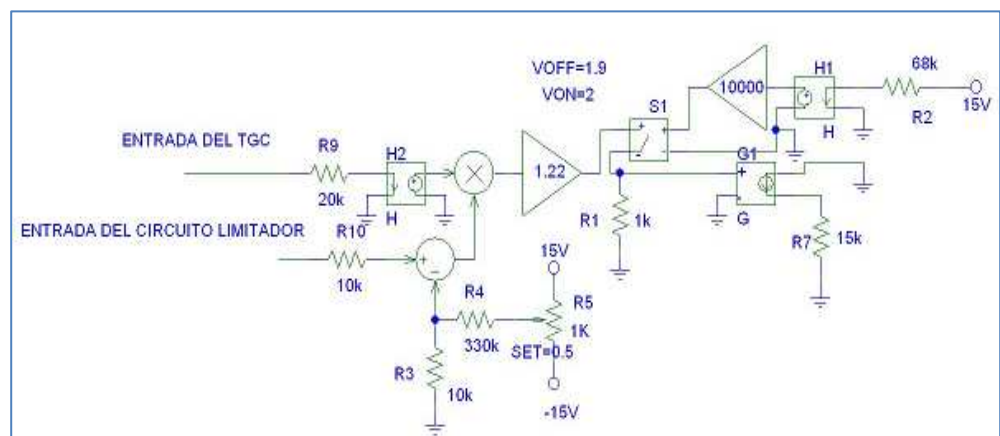 VOFF=1.9
VON=2
S1
10000
H1
H
68k
R2
15V
ENTRADA DEL TGC
R9
20k
H2
H
1.22
G1
G
R1
1k
R7
15k
ENTRADA DEL CIRCUITO LIMITADOR
R10
10k
15V
R4
330k
R5
1K
SET=0.5
R3
10k
-15V